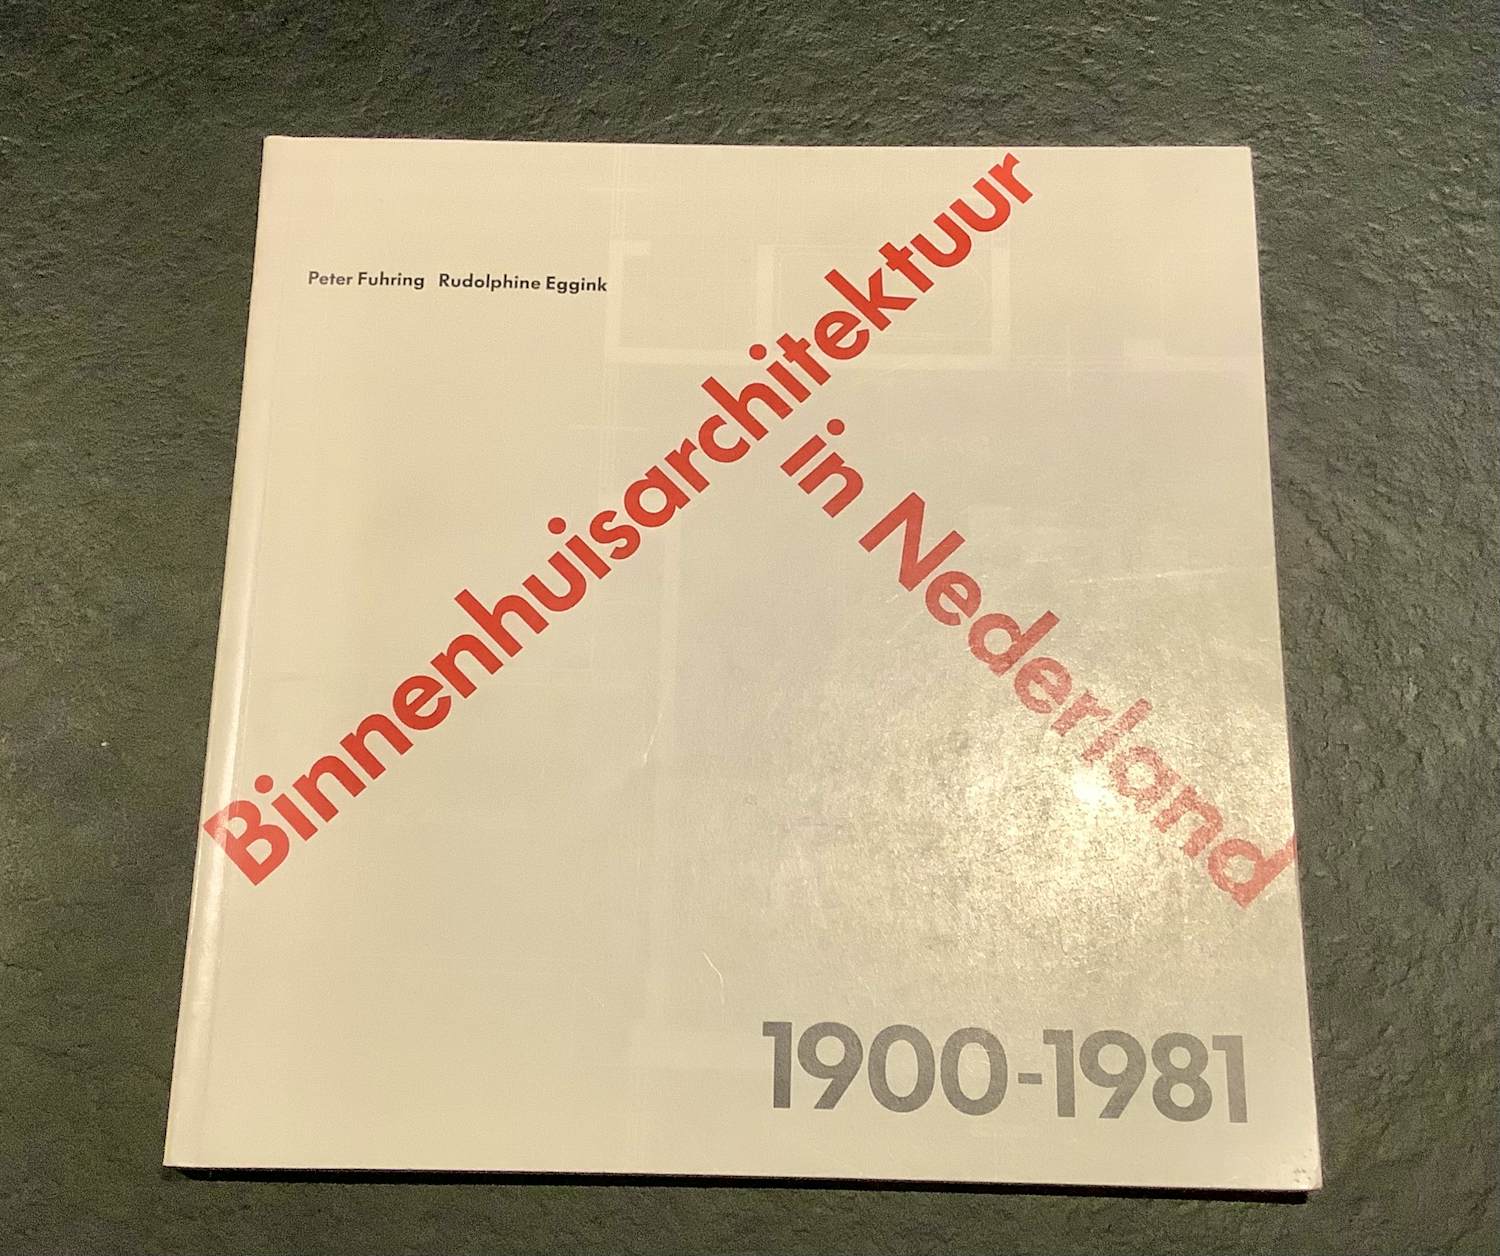 Peter Fuhring Rudolphine Eggink
Binnenhuisarchitektuur
in Nederland
1900-1981